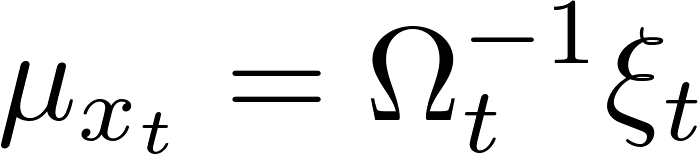 μ_{x_t} = Ω_t^{-1} ξ_t